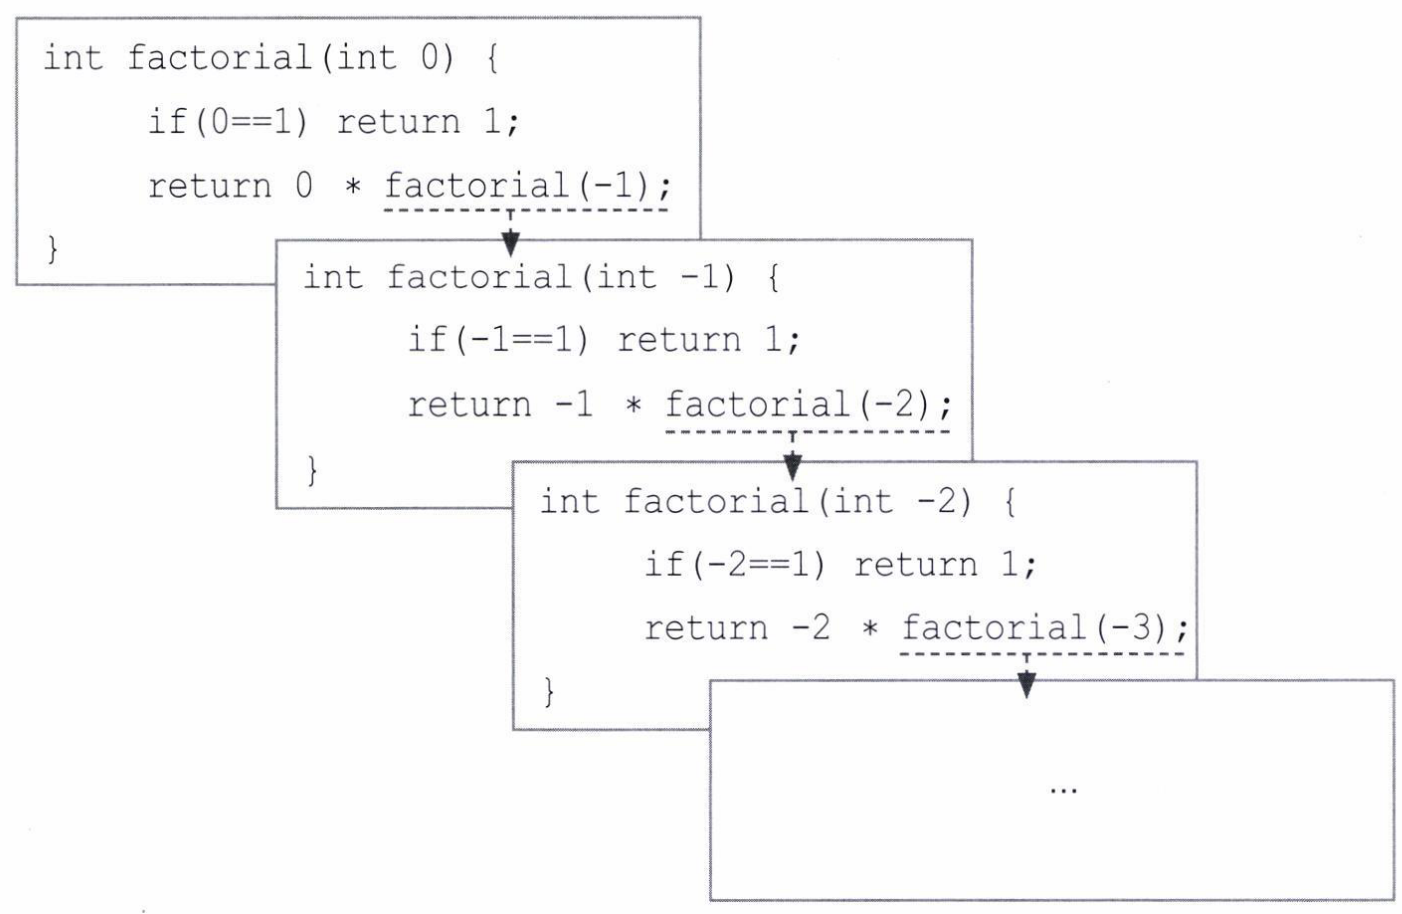 int factorial(int 0) {
if(0==1) return 1;
return 0 * factorial(-1);
}
int factorial(int -1) {
if(-1==1) return 1;
return -1 * factorial(-2);
}
int factorial(int -2) {
if(-2==1) return 1;
return -2 * factorial(-3);
}
...